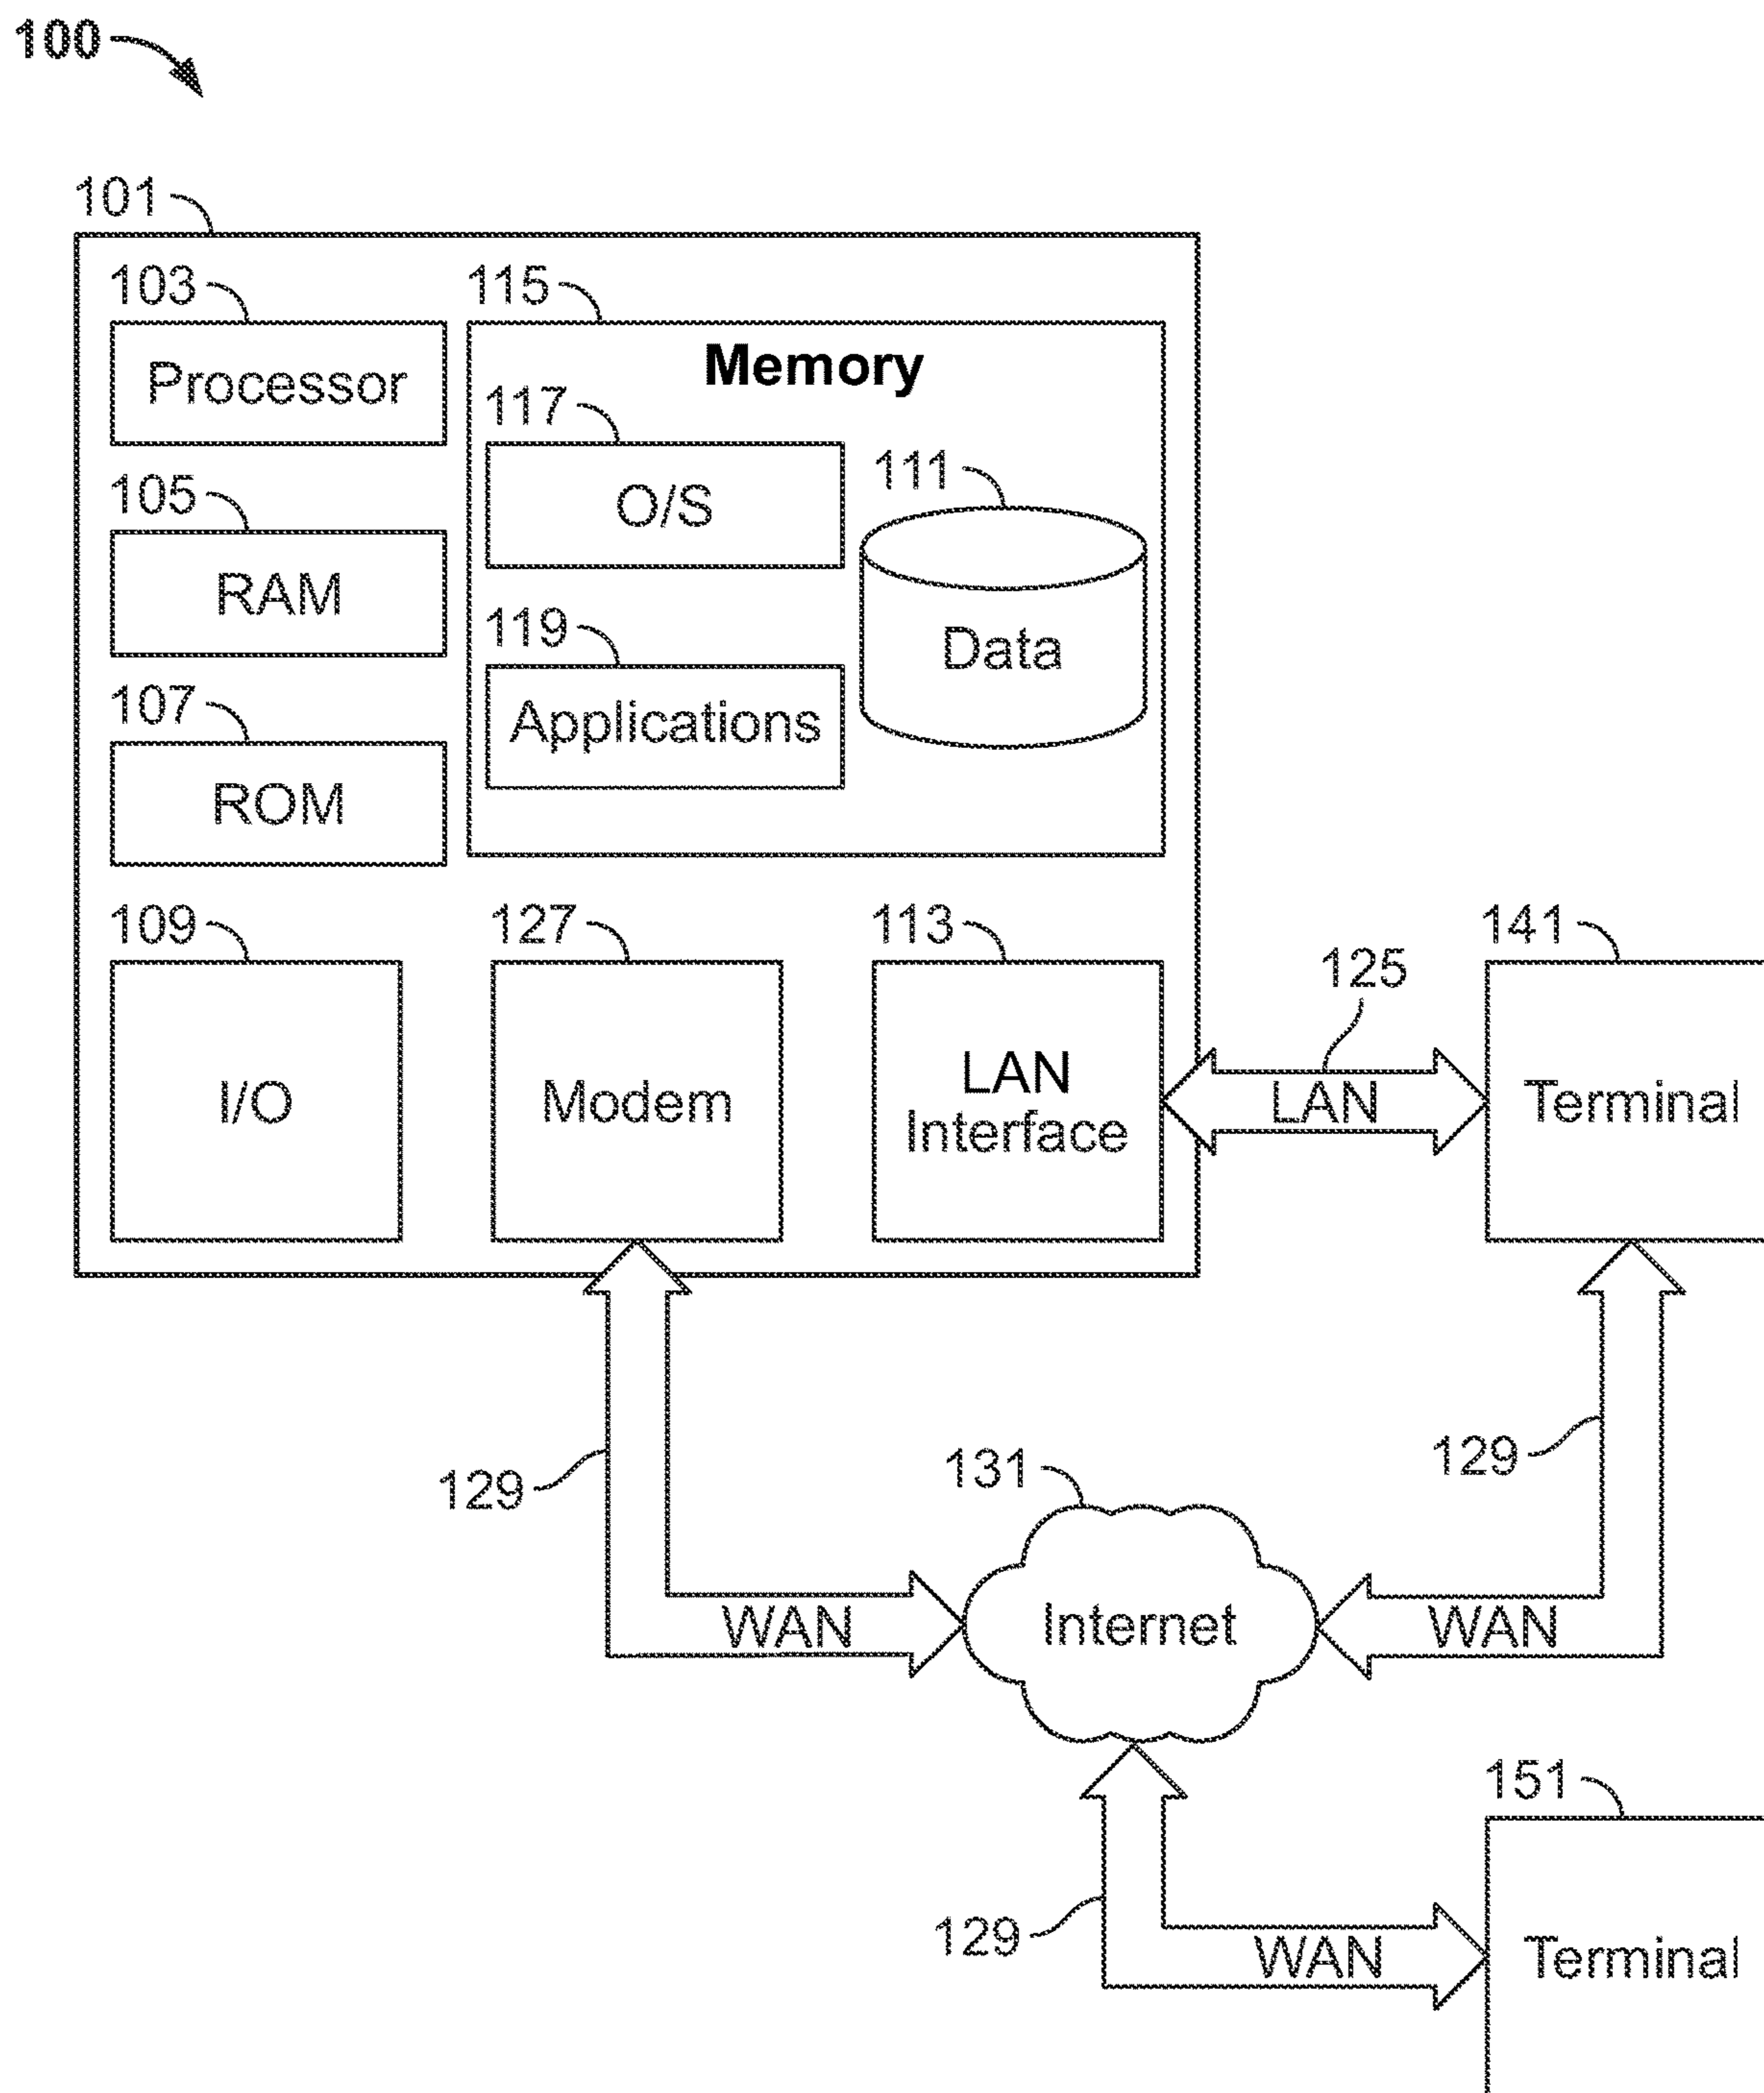 100
101
103
Processor
115
Memory
117
O/S
111
Data
105
RAM
119
Applications
107
ROM
109
I/O
127
Modem
113
LAN
Interface
125
LAN
141
Terminal
129
WAN
131
Internet
129
WAN
129
WAN
151
Terminal